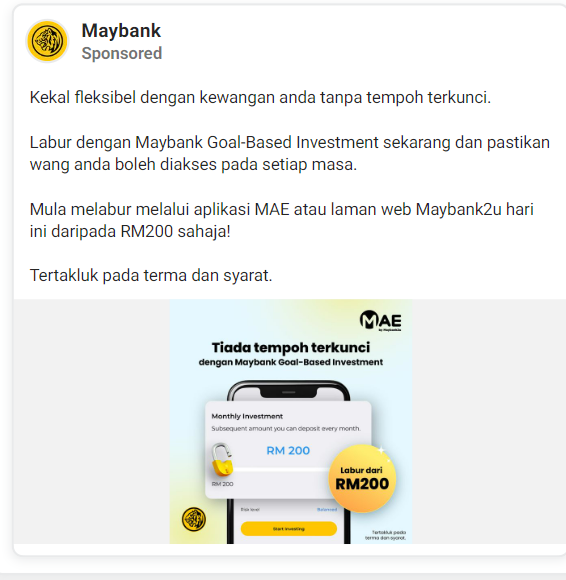 Maybank
Sponsored
Kekal fleksibel dengan kewangan anda tanpa tempoh terkunci.
Labur dengan Maybank Goal-Based Investment sekarang dan pastikan
wang anda boleh diakses pada setiap masa.
Mula melabur melalui aplikasi MAE atau laman web Maybank2u hari
ini daripada RM200 sahaja!
Tertakluk pada terma dan syarat.
MAE
by Maybank2u
Tiada tempoh terkunci
dengan Maybank Goal-Based Investment
Monthly Investment
Subsequent amount you can deposit every month.
RM 200
RM 200
Labur dari
RM200
Risk level
Balanced
Start Investing
Tertakluk pada
terma dan syarat.